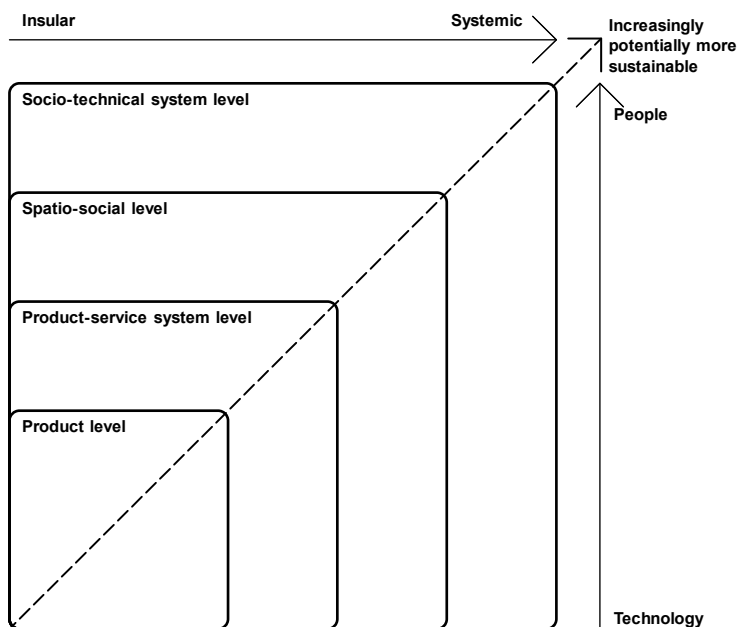 Insular
Systemic
Increasingly
potentially more
sustainable
Socio-technical system level
People
Spatio-social level
Product-service system level
Product level
Technology